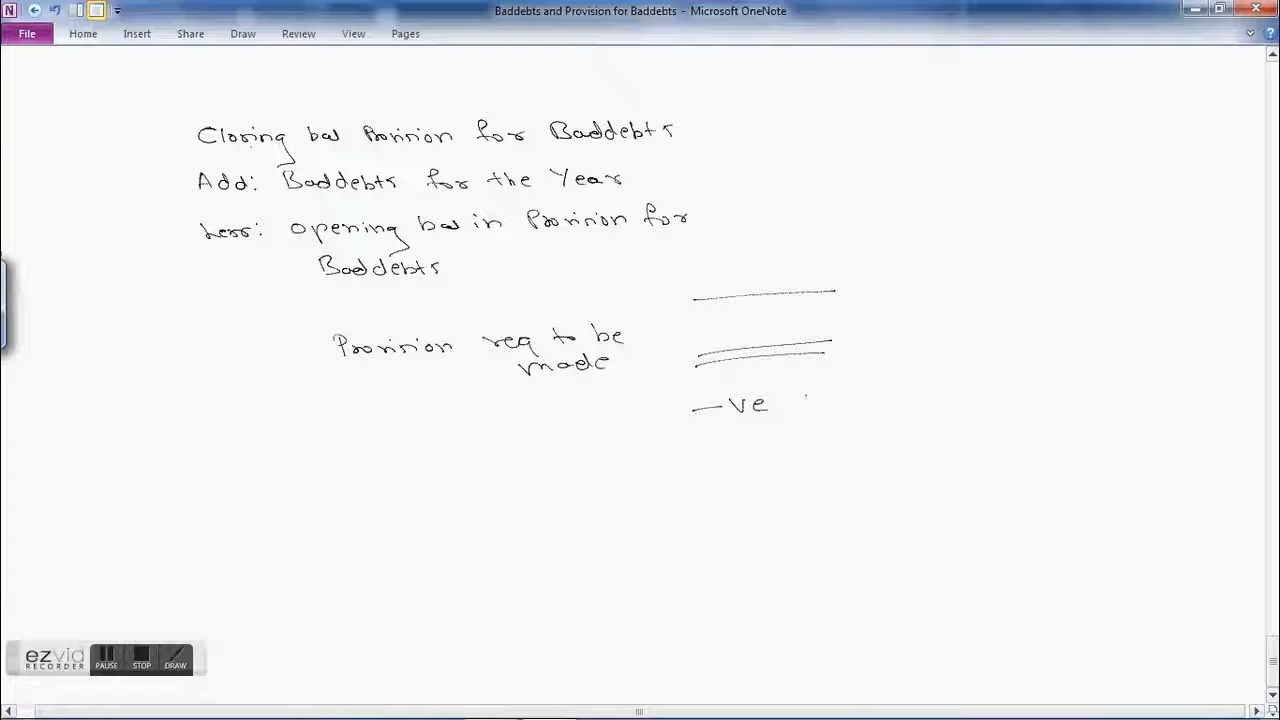 Baddebts and Provision for Baddebts - Microsoft OneNote
File Home Insert Share Draw Review View Pages
Closing bal Provision for Baddebts
Add: Baddebts for the Year
Less: Opening bal in Provision for
Baddebts
Provision req to be
made
-ve
ezvid
RECORDER
PAUSE STOP DRAW